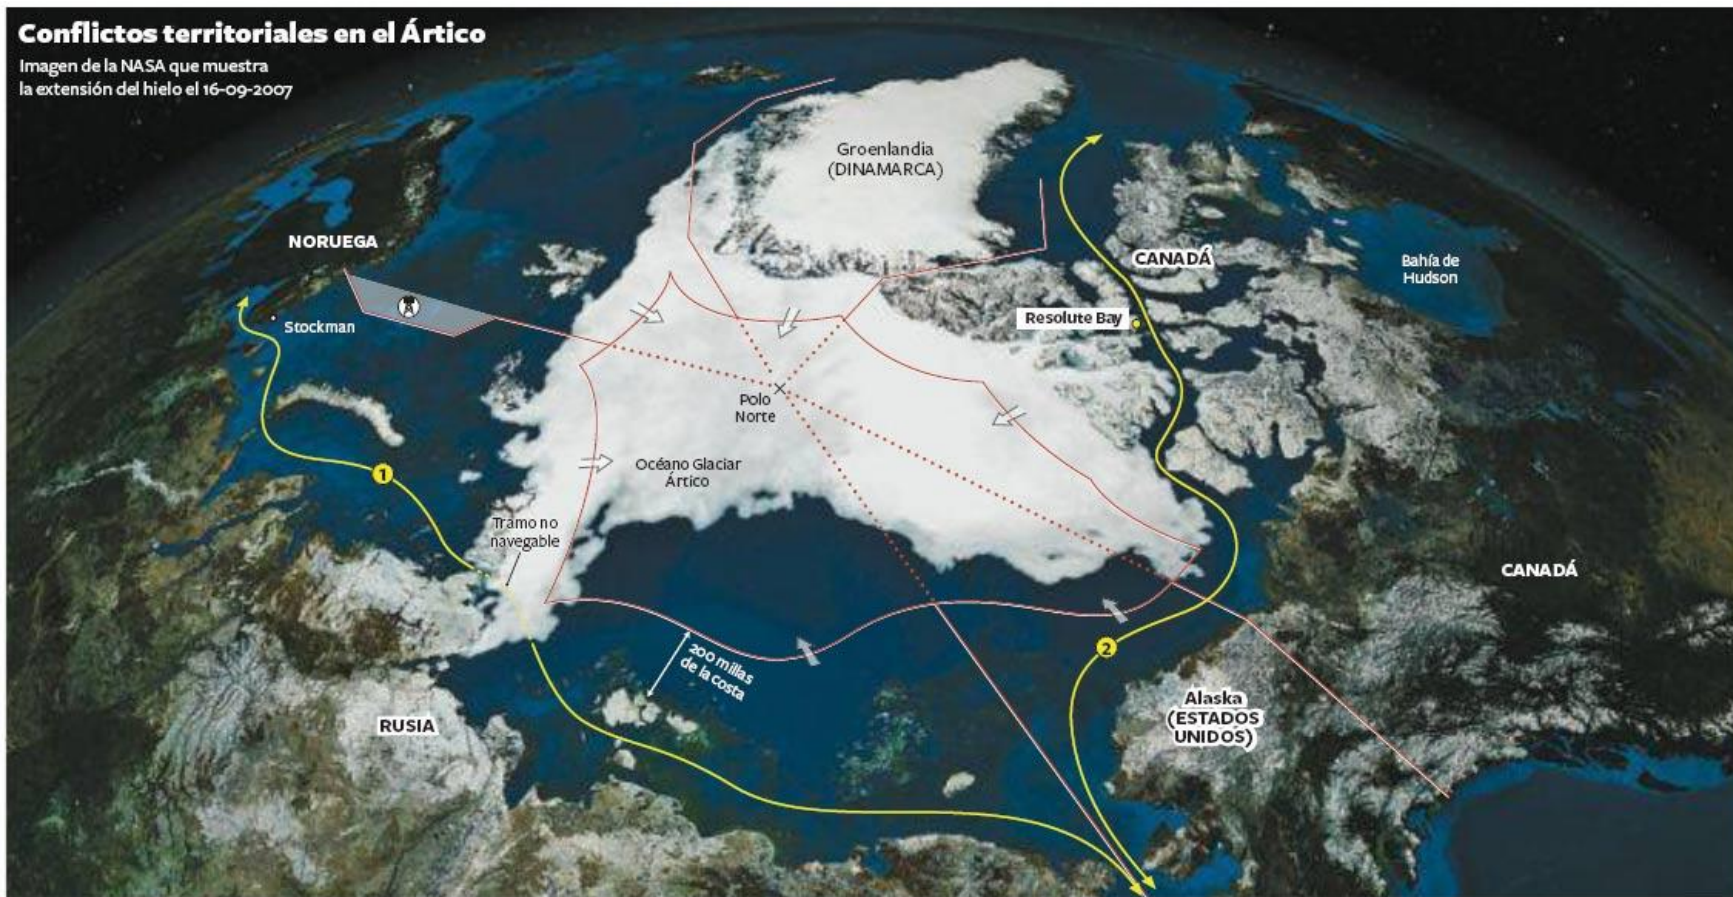 Conflictos territoriales en el Ártico
Imagen de la NASA que muestra
la extensión del hielo el 16-09-2007
Groenlandia
(DINAMARCA)
NORUEGA
CANADÁ
Bahía de
Hudson
Stockman
Resolute Bay
Polo
Norte
Océano Glaciar
Ártico
1
Tramo no
navegable
CANADÁ
200 millas
de la costa
2
RUSIA
Alaska
(ESTADOS
UNIDOS)